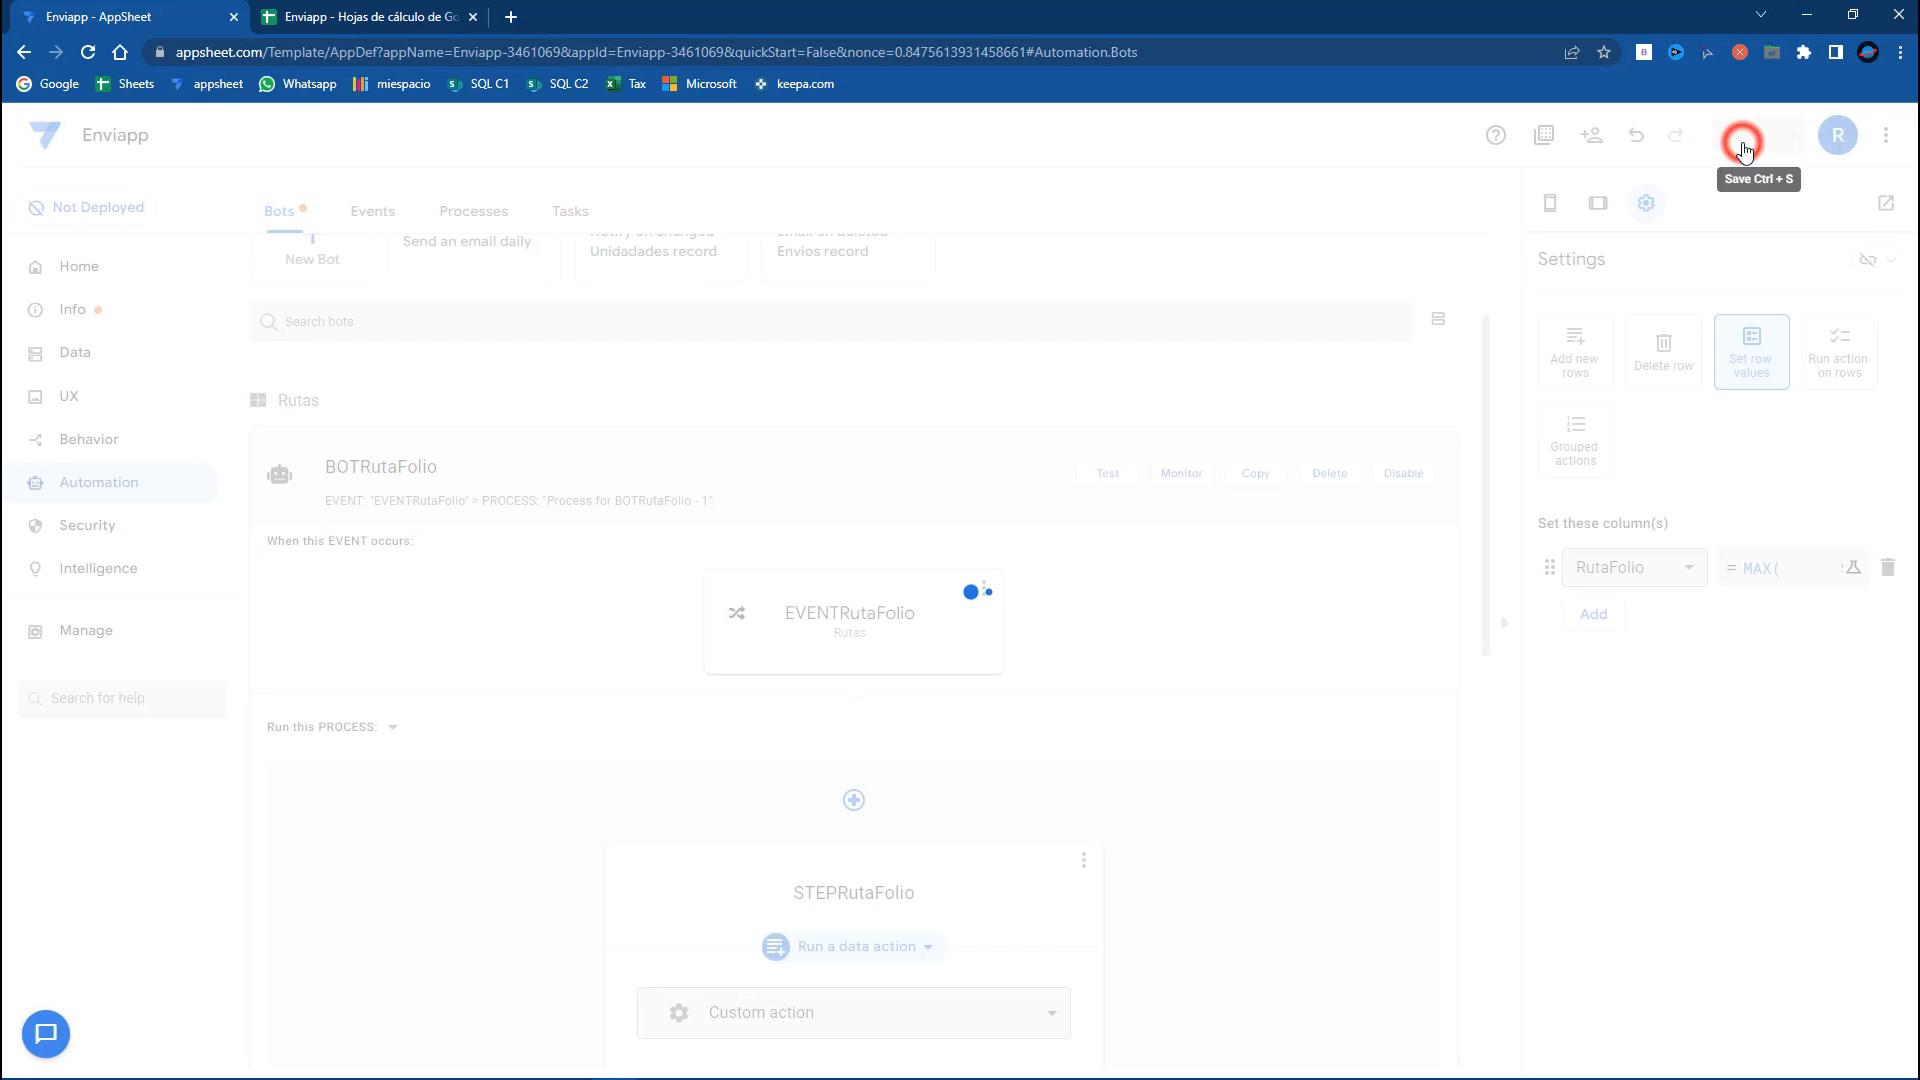 Enviapp - AppSheet
Enviapp - Hojas de cálculo de Go
appsheet.com/Template/AppDef?appName=Enviapp-3461069&appId=Enviapp-3461069&quickStart=False&nonce=0.8475613931458661#Automation.Bots
Google
Sheets
appsheet
Whatsapp
miespacio
SQL C1
SQL C2
Tax
Microsoft
keepa.com
Enviapp
R
Save Ctrl + S
Not Deployed
Home
Info
Data
UX
Behavior
Automation
Security
Intelligence
Manage
Search for help
Bots
Events
Processes
Tasks
New Bot
Send an email daily
Notify on changed
Unidadades record
Email on deleted
Envios record
Search bots
Rutas
BOTRutaFolio
EVENT: "EVENTRutaFolio" > PROCESS: "Process for BOTRutaFolio - 1"
Test
Monitor
Copy
Delete
Disable
When this EVENT occurs:
EVENTRutaFolio
Rutas
Run this PROCESS:
STEPRutaFolio
Run a data action
Custom action
Settings
Add new
rows
Delete row
Set row
values
Run action
on rows
Grouped
actions
Set these column(s)
RutaFolio
= MAX(
Add